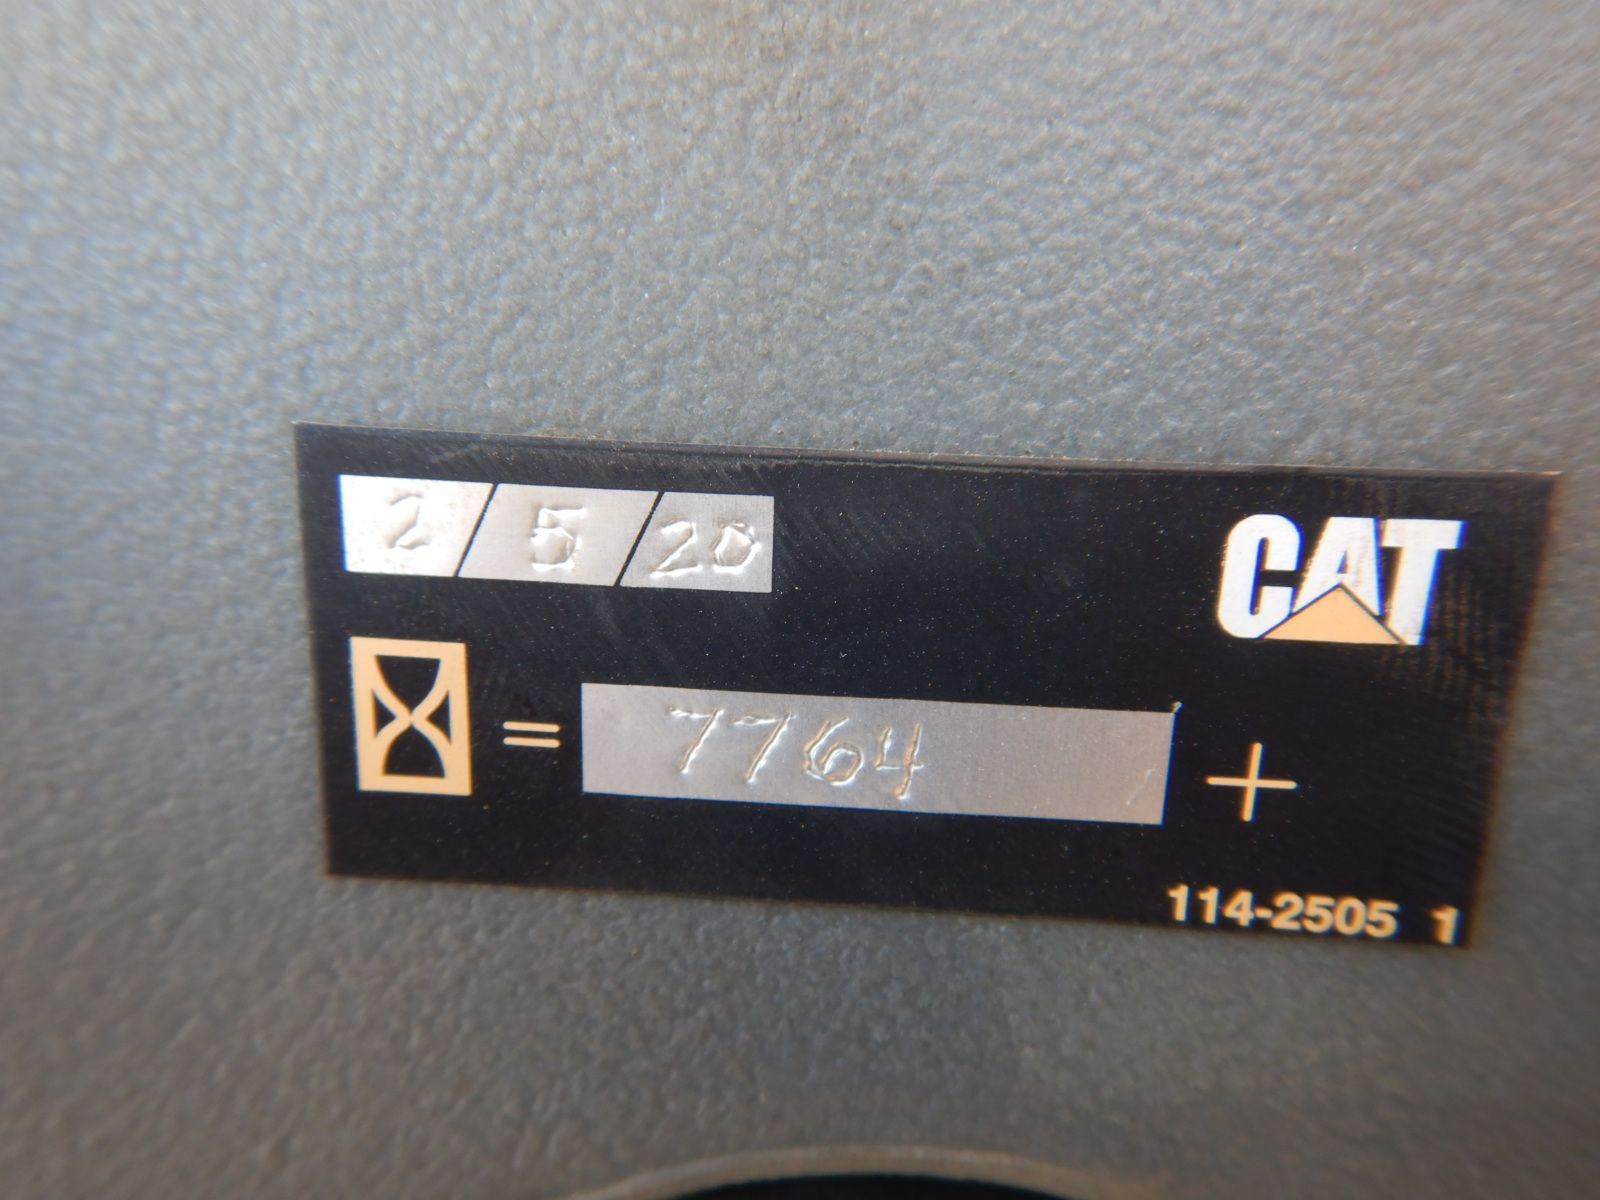 2/5/20
CAT
= 7764 +
114-2505 1